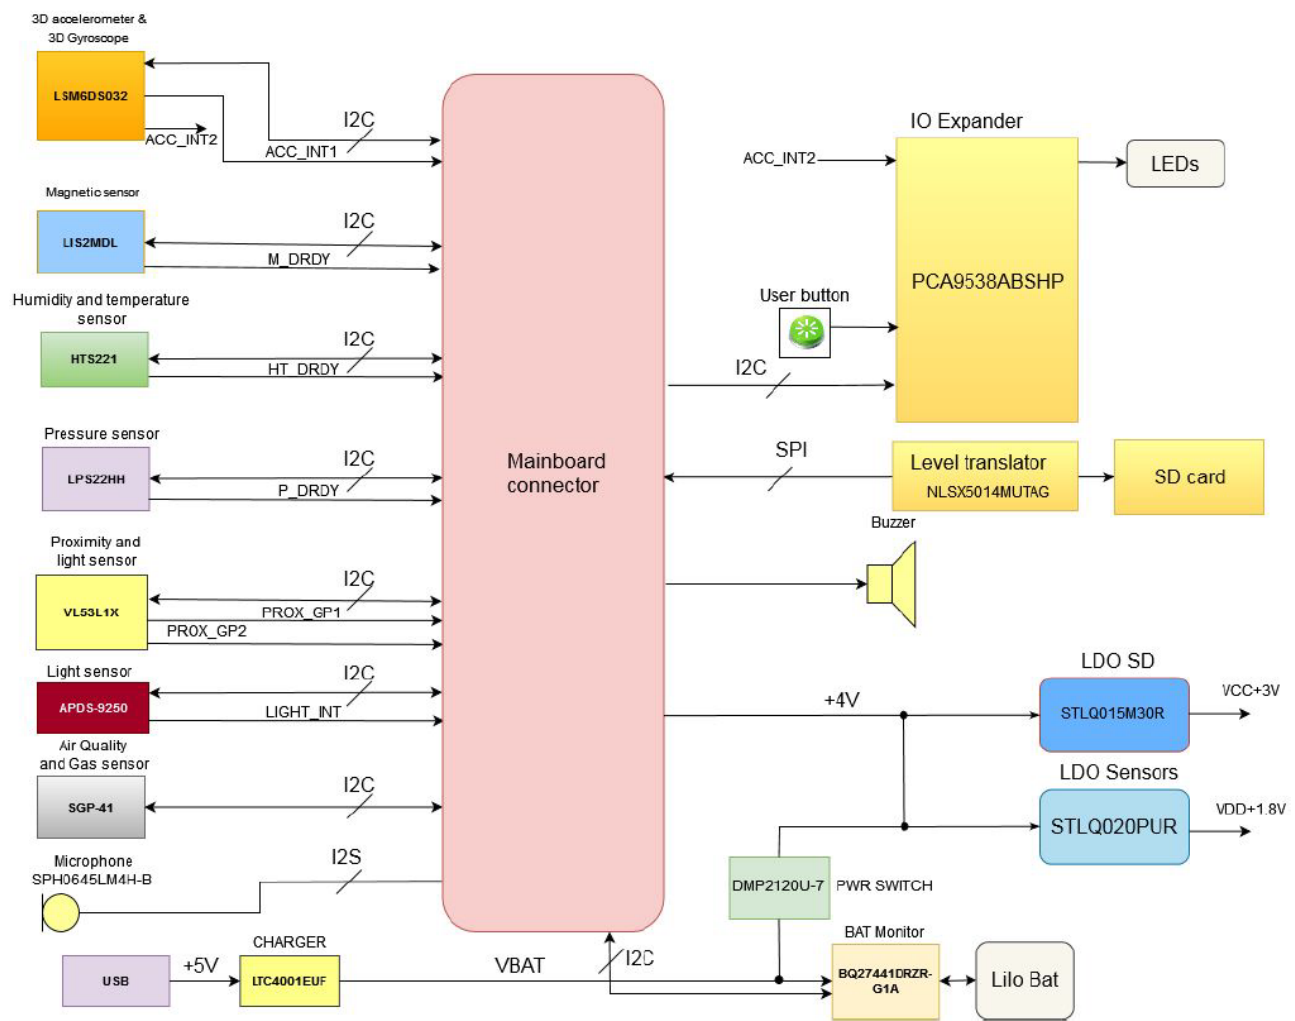 3D accelerometer &
3D Gyroscope
LSM6DS032
I2C
ACC_INT2
ACC_INT1
Magnetic sensor
LIS2MDL
I2C
M_DRDY
Humidity and temperature
sensor
HTS221
I2C
HT_DRDY
Pressure sensor
LPS22HH
I2C
P_DRDY
Proximity and
light sensor
VL53L1X
I2C
PROX_GP1
PROX_GP2
Light sensor
APDS-9250
I2C
LIGHT_INT
Air Quality
and Gas sensor
SGP-41
I2C
Microphone
SPH0645LM4H-B
I2S
USB
+5V
CHARGER
LTC4001EUF
VBAT
I2C
Mainboard
connector
IO Expander
ACC_INT2
PCA9538ABSHP
LEDs
User button
I2C
SPI
Level translator
NLSX5014MUTAG
SD card
Buzzer
+4V
LDO SD
STLQ015M30R
VCC+3V
LDO Sensors
STLQ020PUR
VDD+1.8V
DMP2120U-7
PWR SWITCH
BAT Monitor
BQ27441DRZR-
G1A
LiIo Bat